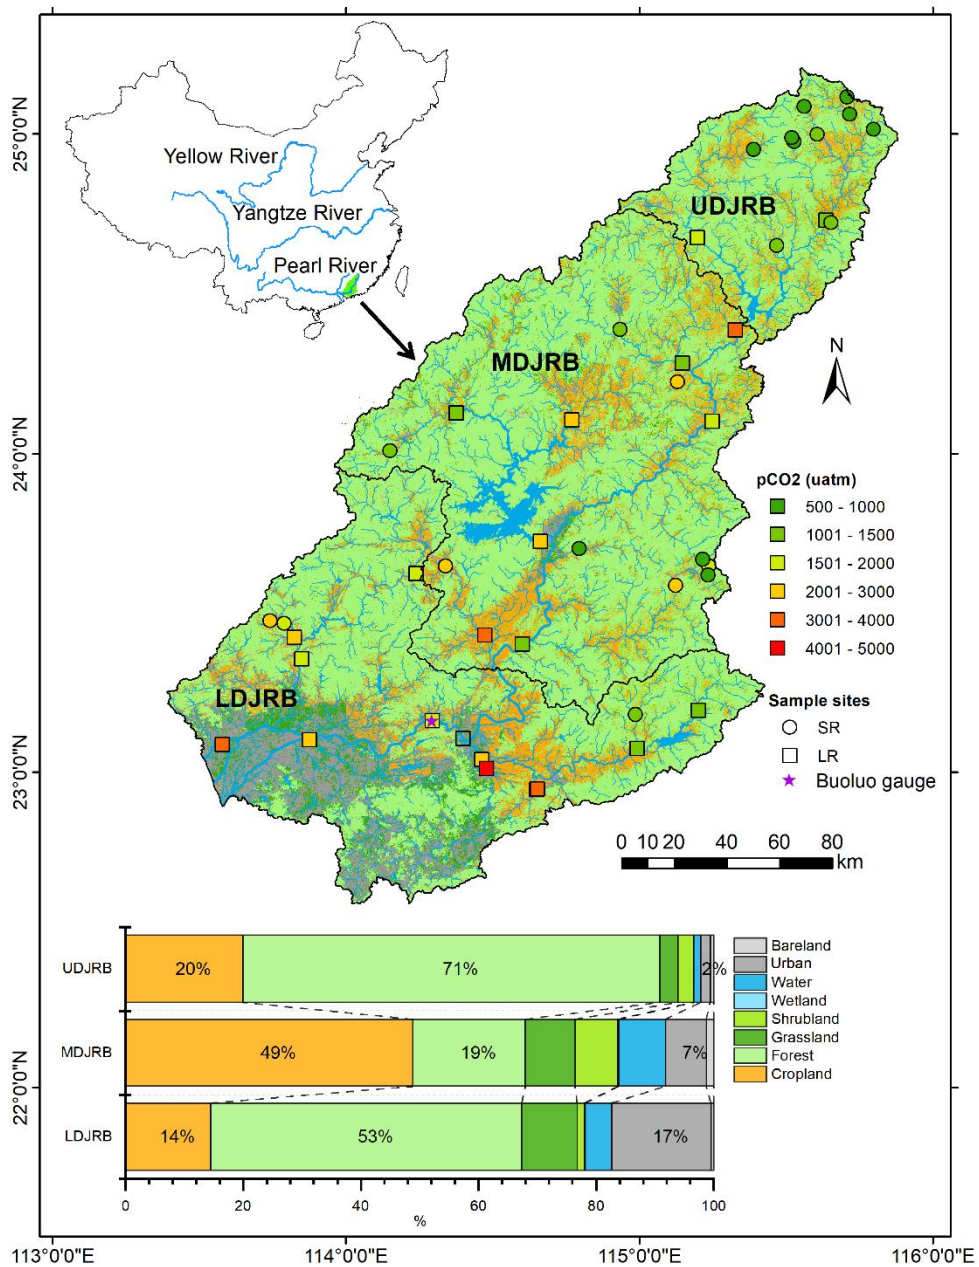 25°0'0"N
24°0'0"N
23°0'0"N
22°0'0"N
Yellow River
Yangtze River
Pearl River
UDJRB
MDJRB
LDJRB
N
pCO2 (uatm)
500 - 1000
1001 - 1500
1501 - 2000
2001 - 3000
3001 - 4000
4001 - 5000
Sample sites
SR
LR
Buoluo gauge
0 10 20 40 60 80
km
UDJRB 20% 71% 2%
MDJRB 49% 19% 7%
LDJRB 14% 53% 17%
0 20 40 60 80 100
%
Bareland
Urban
Water
Wetland
Shrubland
Grassland
Forest
Cropland
113°0'0"E 114°0'0"E 115°0'0"E 116°0'0"E